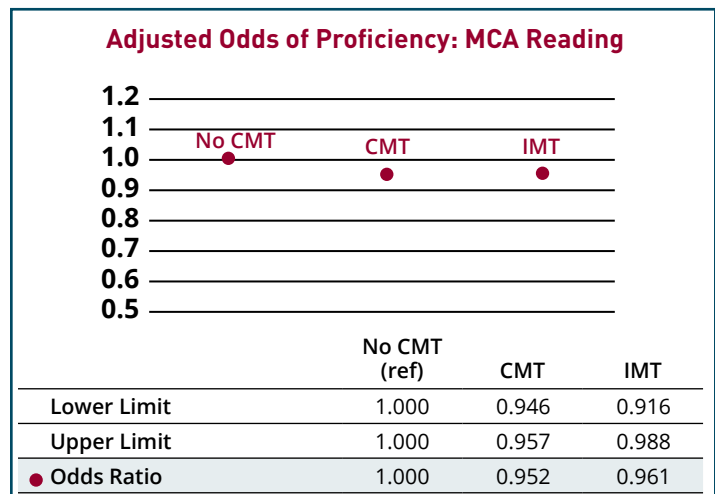 Adjusted Odds of Proficiency: MCA Reading
1.2
1.1
No CMT CMT IMT
1.0
0.9
0.8
0.7
0.6
0.5
No CMT
(ref) CMT IMT
Lower Limit 1.000 0.946 0.916
Upper Limit 1.000 0.957 0.988
Odds Ratio 1.000 0.952 0.961